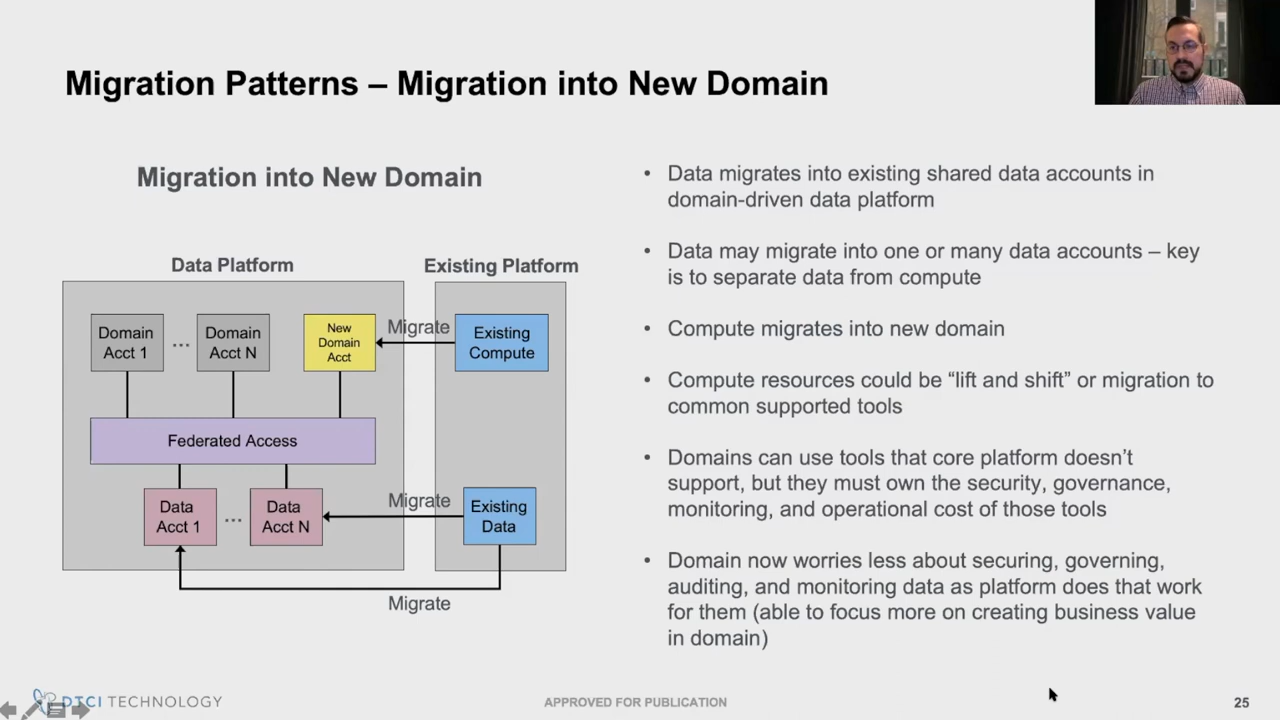 Migration Patterns – Migration into New Domain
Migration into New Domain
Data Platform
Existing Platform
Domain
Acct 1
...
Domain
Acct N
New
Domain
Acct
Migrate
Existing
Compute
Federated Access
Data
Acct 1
...
Data
Acct N
Migrate
Existing
Data
Migrate
• Data migrates into existing shared data accounts in
domain-driven data platform
• Data may migrate into one or many data accounts – key
is to separate data from compute
• Compute migrates into new domain
• Compute resources could be “lift and shift” or migration to
common supported tools
• Domains can use tools that core platform doesn’t
support, but they must own the security, governance,
monitoring, and operational cost of those tools
• Domain now worries less about securing, governing,
auditing, and monitoring data as platform does that work
for them (able to focus more on creating business value
in domain)
DTCI TECHNOLOGY
APPROVED FOR PUBLICATION
25